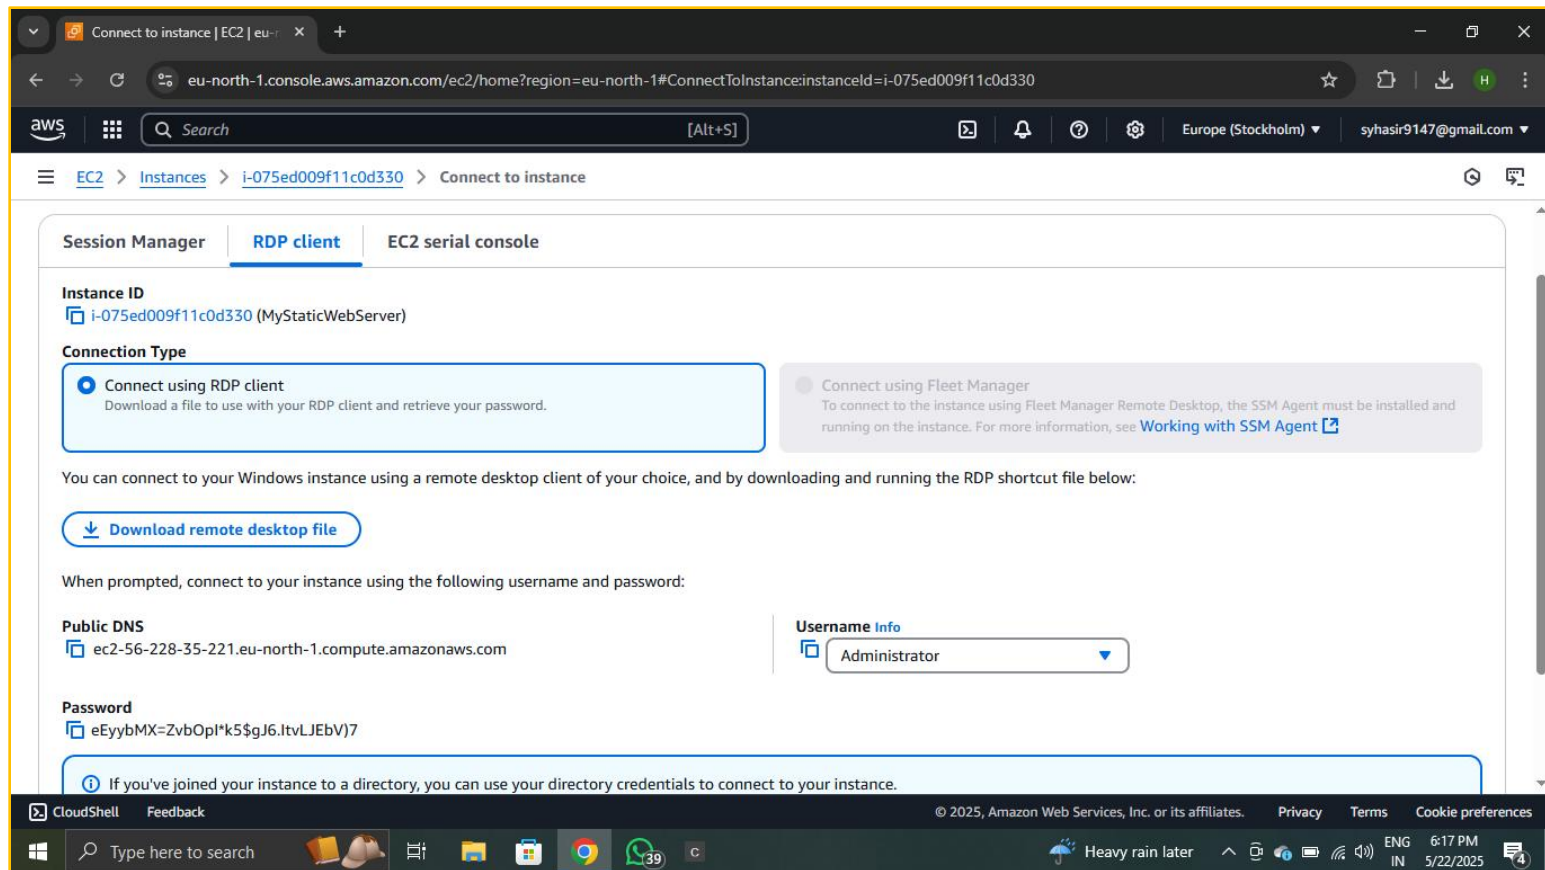 Connect to instance | EC2 | eu-r
eu-north-1.console.aws.amazon.com/ec2/home?region=eu-north-1#ConnectToInstance:instanceId=i-075ed009f11c0d330
H
aws
Search [Alt+S]
Europe (Stockholm)
syhasir9147@gmail.com
EC2 > Instances > i-075ed009f11c0d330 > Connect to instance
Session Manager RDP client EC2 serial console
Instance ID
i-075ed009f11c0d330 (MyStaticWebServer)
Connection Type
Connect using RDP client
Download a file to use with your RDP client and retrieve your password.
Connect using Fleet Manager
To connect to the instance using Fleet Manager Remote Desktop, the SSM Agent must be installed and
running on the instance. For more information, see Working with SSM Agent
You can connect to your Windows instance using a remote desktop client of your choice, and by downloading and running the RDP shortcut file below:
Download remote desktop file
When prompted, connect to your instance using the following username and password:
Public DNS
ec2-56-228-35-221.eu-north-1.compute.amazonaws.com
Username Info
Administrator
Password
eEyybMX=ZvbOpI*k5$gJ6.ItvLJEbV)7
If you've joined your instance to a directory, you can use your directory credentials to connect to your instance.
CloudShell Feedback
© 2025, Amazon Web Services, Inc. or its affiliates. Privacy Terms Cookie preferences
Type here to search
39
C
Heavy rain later
ENG
IN
6:17 PM
5/22/2025
4